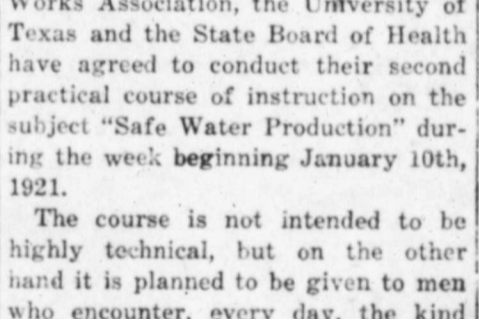 Works Association, the University of
Texas and the State Board of Health
have agreed to conduct their second
practical course of instruction on the
subject “Safe Water Production” dur-
ing the week beginning January 10th,
1921.
The course is not intended to be
highly technical, but on the other
hand it is planned to be given to men
who encounter, every day, the kind